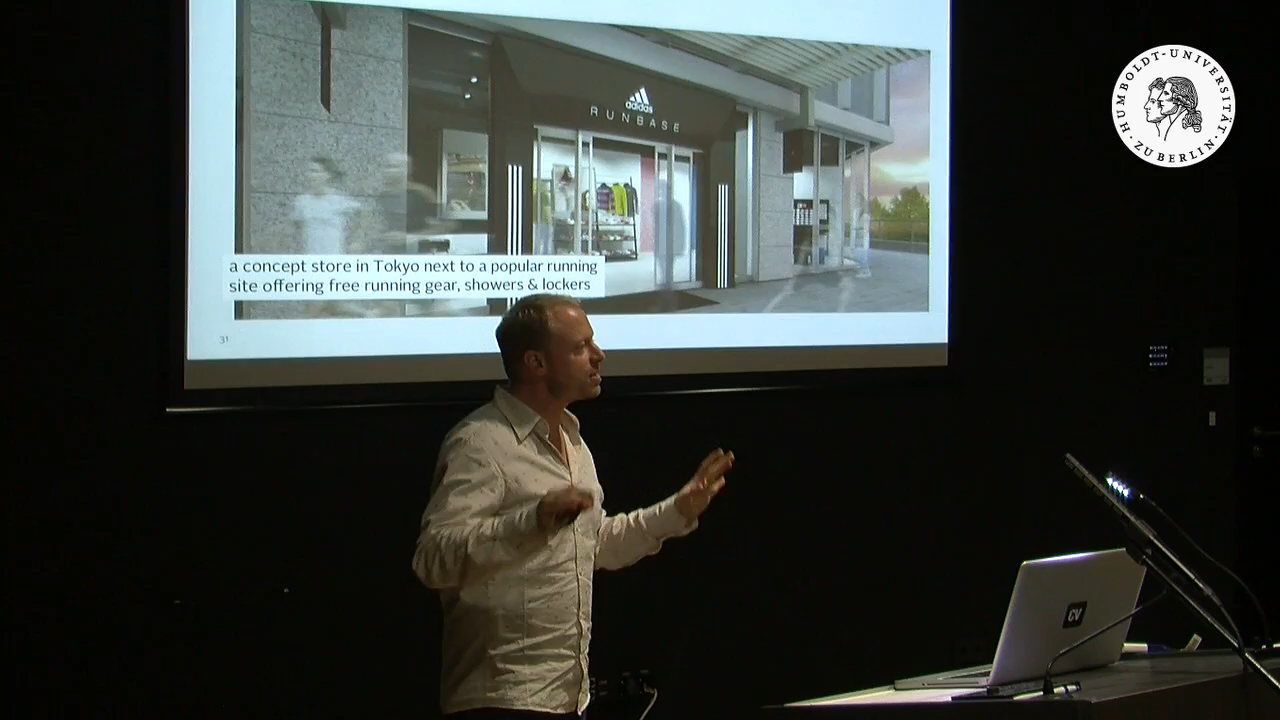 adidas
RUNBASE
a concept store in Tokyo next to a popular running
site offering free running gear, showers & lockers
31
HUMBOLDT-UNIVERSITÄT
ZU BERLIN
CV